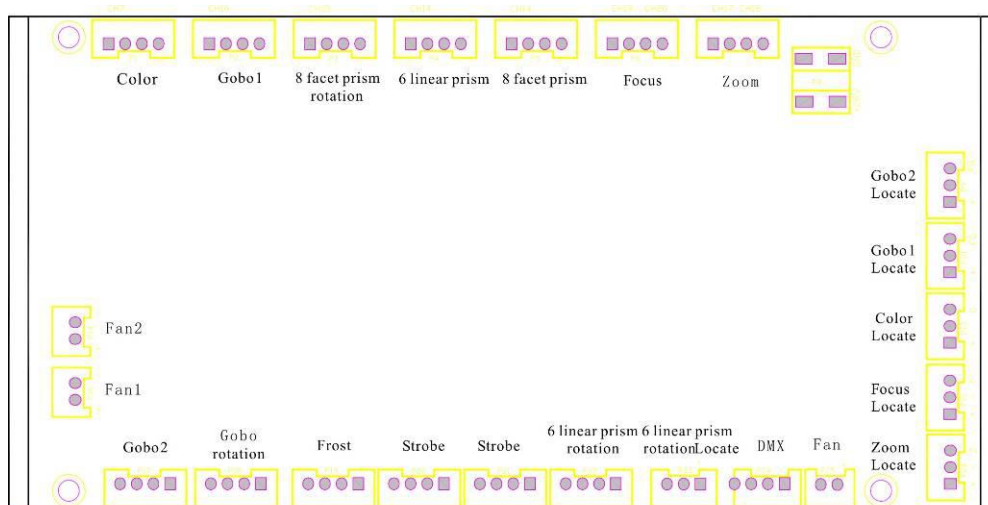 Color
Gobo1
8 facet prism
rotation
6 linear prism
8 facet prism
Focus
Zoom
Gobo2
Locate
Gobo1
Locate
Color
Locate
Focus
Locate
Zoom
Locate
Fan2
Fan1
Gobo2
Gobo
rotation
Frost
Strobe
Strobe
6 linear prism
rotation
6 linear prism
rotationLocate
DMX
Fan